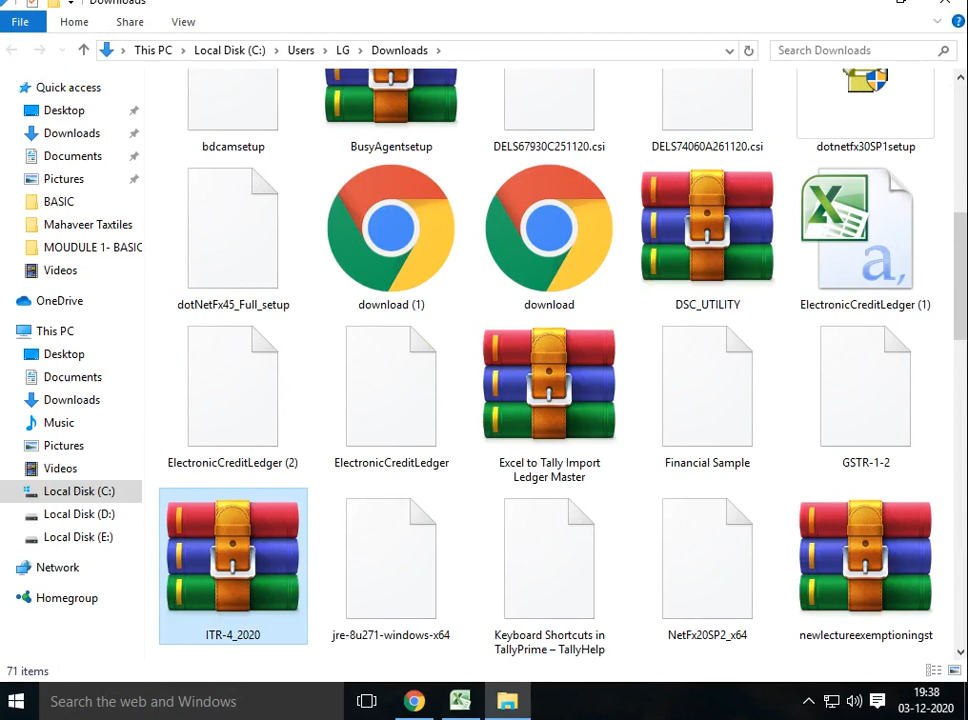 Downloads
File
Home
Share
View
This PC
Local Disk (C:)
Users
LG
Downloads
Search Downloads
Quick access
Desktop
Downloads
Documents
Pictures
BASIC
Mahaveer Taxtiles
MOUDULE 1- BASIC
Videos
OneDrive
This PC
Desktop
Documents
Downloads
Music
Pictures
Videos
Local Disk (C:)
Local Disk (D:)
Local Disk (E:)
Network
Homegroup
bdcamsetup
BusyAgentsetup
DELS67930C251120.csi
DELS74060A261120.csi
dotnetfx30SP1setup
dotNetFx45_Full_setup
download (1)
download
DSC_UTILITY
a,
ElectronicCreditLedger (1)
ElectronicCreditLedger (2)
ElectronicCreditLedger
Excel to Tally Import
Ledger Master
Financial Sample
GSTR-1-2
ITR-4_2020
jre-8u271-windows-x64
Keyboard Shortcuts in
TallyPrime – TallyHelp
NetFx20SP2_x64
newlectureexemptioningst
71 items
Search the web and Windows
19:38
03-12-2020